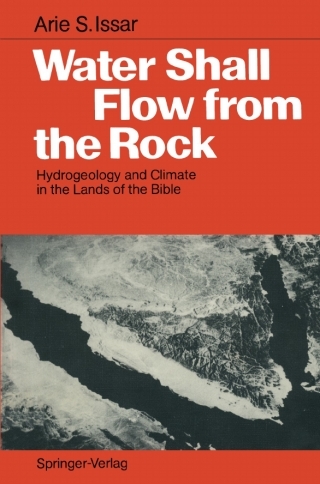 Arie S. Issar
Water Shall
Flow from
the Rock
Hydrogeology and Climate
in the Lands of the Bible
Springer-Verlag